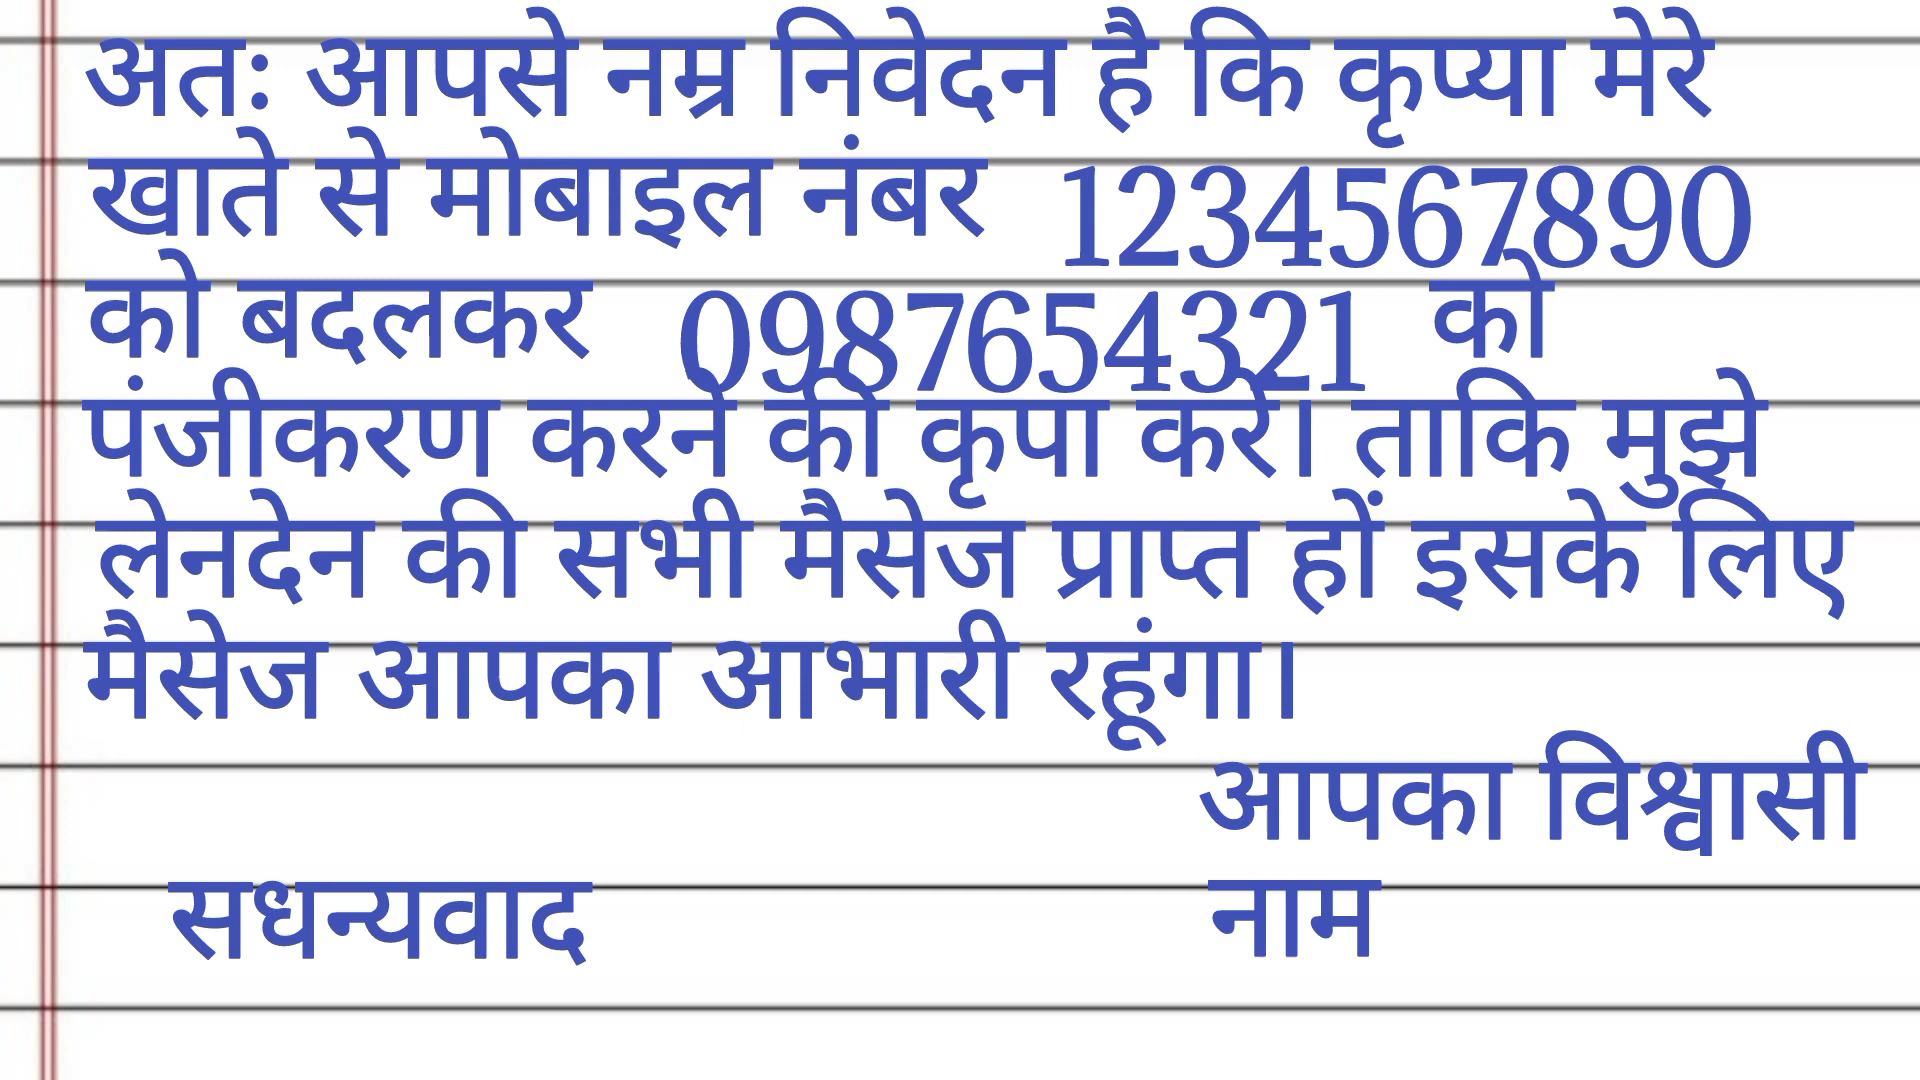 अतः आपसे नम्र निवेदन है कि कृप्या मेरे
खाते से मोबाइल नंबर 1234567890
को बदलकर 0987654321 को
पंजीकरण करने की कृपा करे। ताकि मुझे
लेनदेन की सभी मैसेज प्राप्त हों इसके लिए
मैसेज आपका आभारी रहूंगा।
आपका विश्वासी
सधन्यवाद नाम